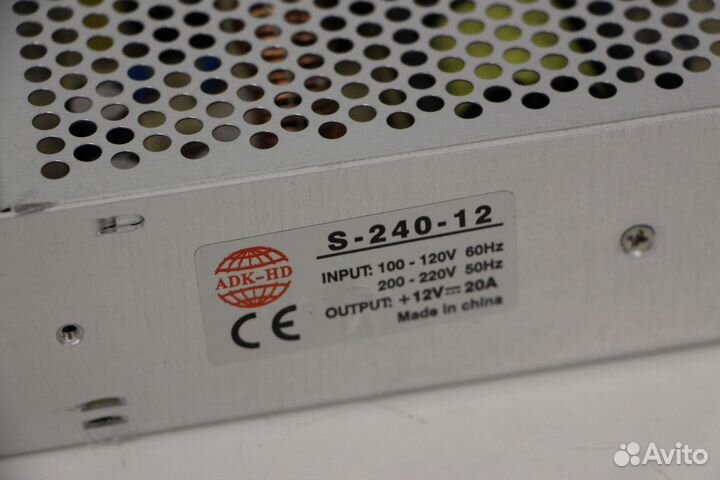 S-240-12
ADK-HD
INPUT: 100 - 120V 60Hz
200 - 220V 50Hz
OUTPUT: +12V⎓20A
Made in china
CE
Avito